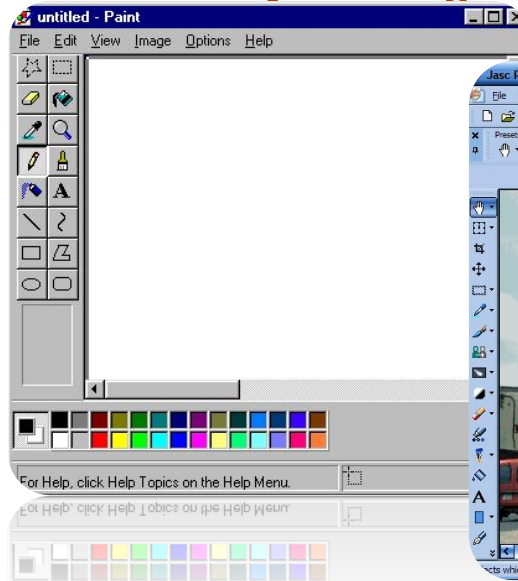 untitled - Paint
File Edit View Image Options Help
A
For Help, click Help Topics on the Help Menu.
Jasc
File
Preset
A